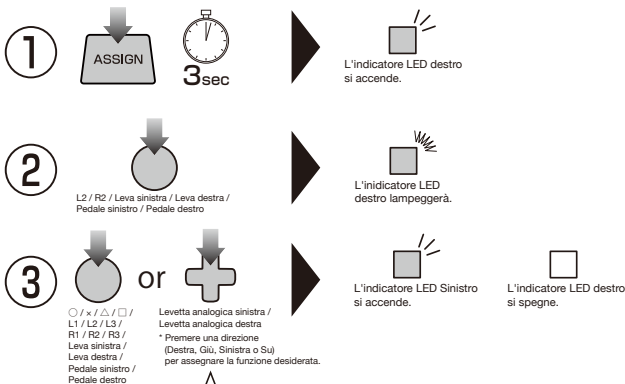 1
ASSIGN
3sec
L'indicatore LED destro
si accende.
2
L2 / R2 / Leva sinistra / Leva destra /
Pedale sinistro / Pedale destro
L'inidicatore LED
destro lampeggerà.
3
or
○ / × / △ / □ /
L1 / L2 / L3 /
R1 / R2 / R3 /
Leva sinistra /
Leva destra /
Pedale sinistro /
Pedale destro
Levetta analogica sinistra /
Levetta analogica destra
* Premere una direzione
(Destra, Giù, Sinistra o Su)
per assegnare la funzione desiderata.
L'indicatore LED Sinistro
si accende.
L'indicatore LED destro
si spegne.